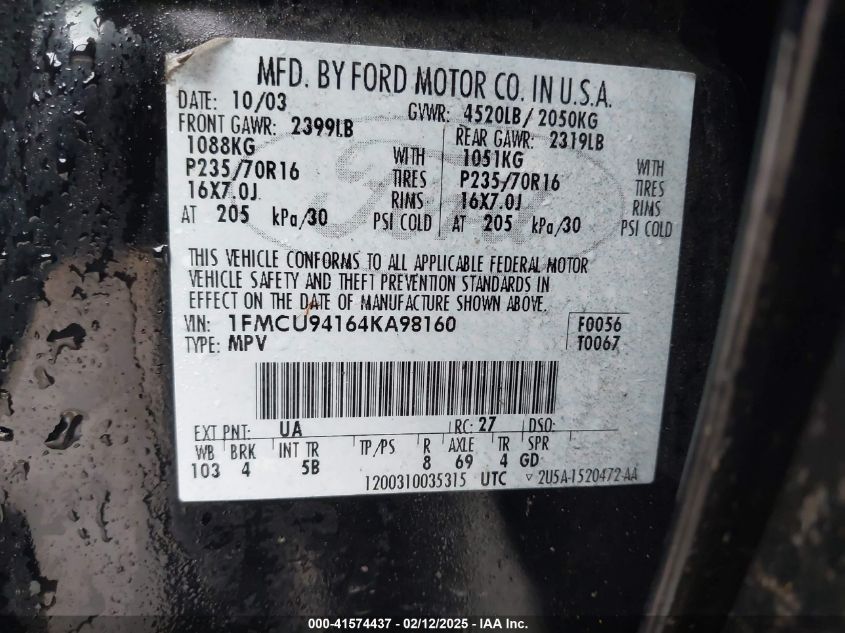 MFD. BY FORD MOTOR CO. IN U.S.A.
DATE: 10/03 GVWR: 4520LB/ 2050KG
FRONT GAWR: 2399LB REAR GAWR: 2319LB
1088KG WITH 1051KG WITH
P235/70R16 TIRES P235/70R16 TIRES
16X7.0J RIMS 16X7.0J RIMS
AT 205 kPa/30 PSI COLD AT 205 kPa/30 PSI COLD
THIS VEHICLE CONFORMS TO ALL APPLICABLE FEDERAL MOTOR
VEHICLE SAFETY AND THEFT PREVENTION STANDARDS IN
EFFECT ON THE DATE OF MANUFACTURE SHOWN ABOVE.
VIN: 1FMCU94164KA98160 F0056
TYPE: MPV T0067
EXT PNT: UA RC: 27 DSO:
WB BRK INT TR TP/PS R AXLE TR SPR
103 4 5B 8 69 4 GD
1200310035315 UTC ▽ 2U5A-1520472-AA
000-41574437 - 02/12/2025 - IAA Inc.